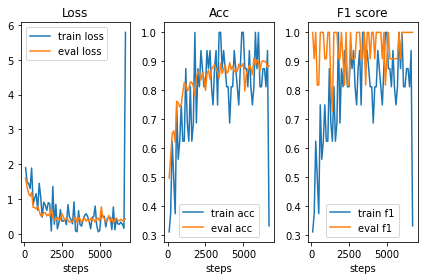 Loss
Acc
F1 score
train loss
eval loss
train acc
eval acc
train f1
eval f1
6
5
4
3
2
1
0
1.0
0.9
0.8
0.7
0.6
0.5
0.4
0.3
1.0
0.9
0.8
0.7
0.6
0.5
0.4
0.3
0 2500 5000
0 2500 5000
0 2500 5000
steps
steps
steps